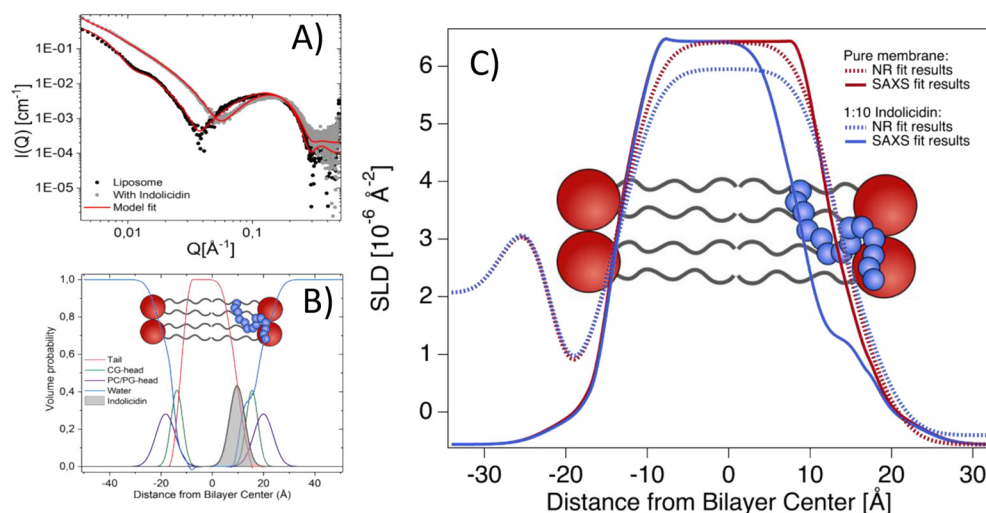 A)
I(Q) [cm⁻¹]
1E-01
1E-02
1E-03
1E-04
1E-05
Liposome
With Indolicidin
Model fit
0,01
0,1
Q[Å⁻¹]
B)
Volume probability
1,0
0,8
0,6
0,4
0,2
0,0
Tail
CG-head
PC/PG-head
Water
Indolicidin
-40
-20
0
20
40
Distance from Bilayer Center (Å)
C)
SLD [10⁻⁶ Å⁻²]
6
5
4
3
2
0
Pure membrane:
NR fit results
SAXS fit results
1:10 Indolicidin:
NR fit results
SAXS fit results
-30
-20
-10
0
10
20
30
Distance from Bilayer Center [Å]